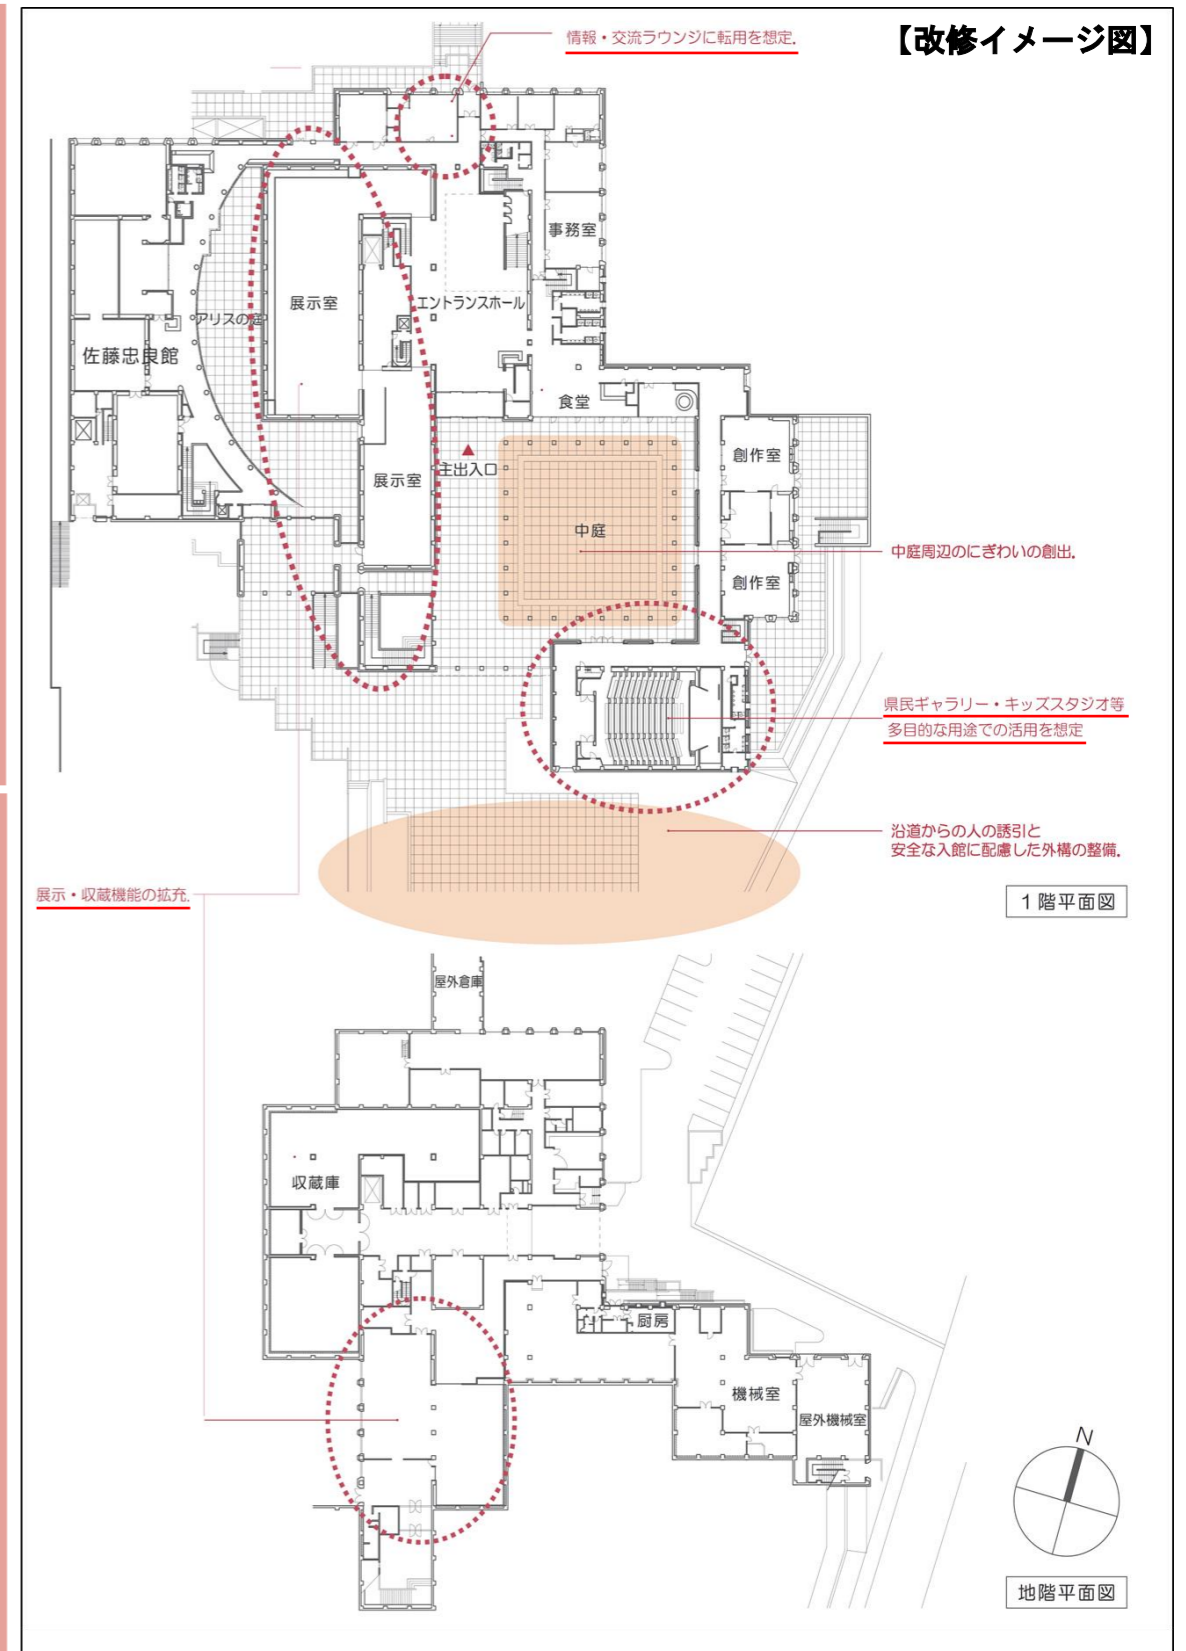 【改修イメージ図】
情報・交流ラウンジに転用を想定.
事務室
展示室
エントランスホール
アリスの庭
佐藤忠良館
食堂
創作室
主出入口
展示室
中庭
中庭周辺のにぎわいの創出.
創作室
県民ギャラリー・キッズスタジオ等
多目的な用途での活用を想定
沿道からの人の誘引と
安全な入館に配慮した外構の整備.
展示・収蔵機能の拡充.
1階平面図
屋外倉庫
収蔵庫
厨房
機械室
屋外機械室
N
地階平面図